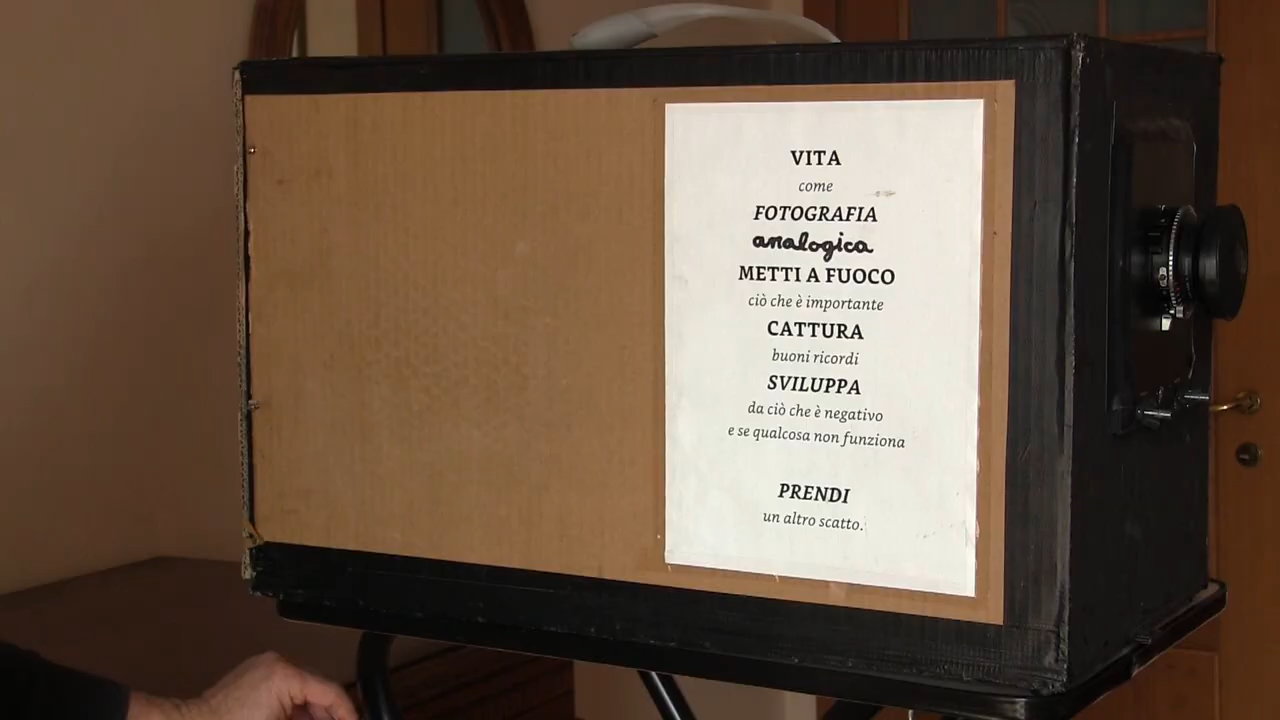 VITA
come
FOTOGRAFIA
analogica
METTI A FUOCO
ciò che è importante
CATTURA
buoni ricordi
SVILUPPA
da ciò che è negativo
e se qualcosa non funziona
PRENDI
un altro scatto.